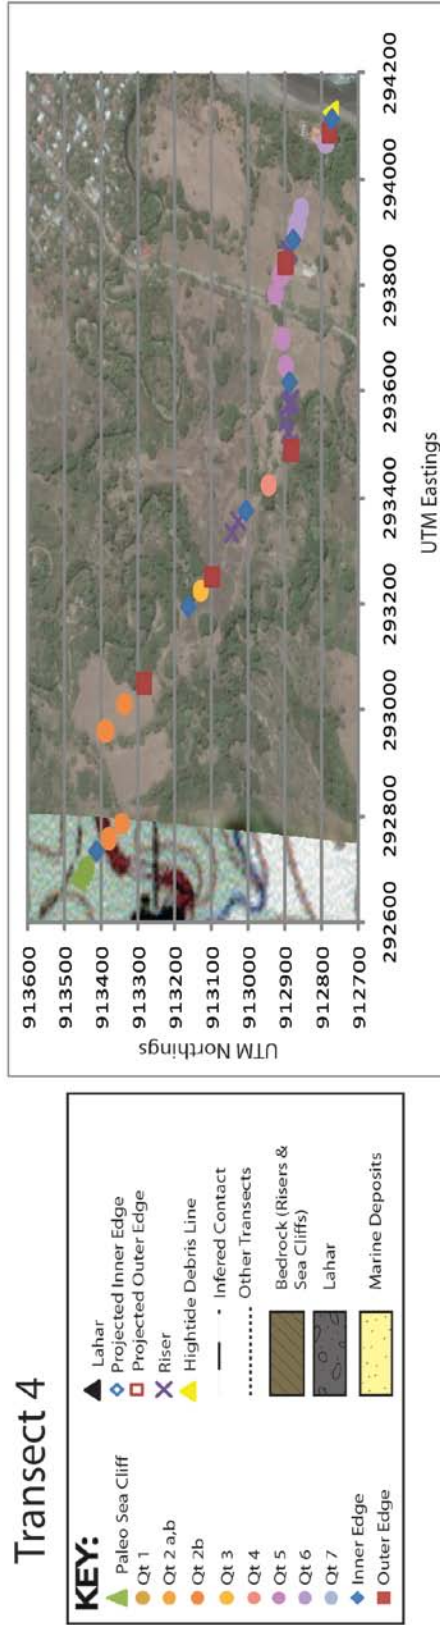 Transect 4
KEY:
Paleo Sea Cliff
Qt 1
Qt 2 a,b
Qt 2b
Qt 3
Qt 4
Qt 5
Qt 6
Qt 7
Inner Edge
Outer Edge
Lahar
Projected Inner Edge
Projected Outer Edge
Riser
Hightide Debris Line
Infered Contact
Other Transects
Bedrock (Risers &
Sea Cliffs)
Lahar
Marine Deposits
UTM Northings
913600
913500
913400
913300
913200
913100
913000
912900
912800
912700
292600
292800
293000
293200
293400
293600
293800
294000
294200
UTM Eastings